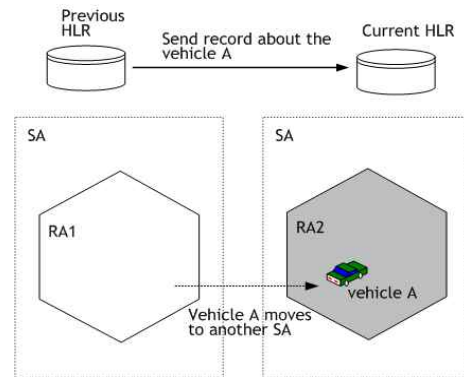 Previous
HLR
Send record about the
vehicle A
Current HLR
SA
SA
RA1
RA2
vehicle A
Vehicle A moves
to another SA